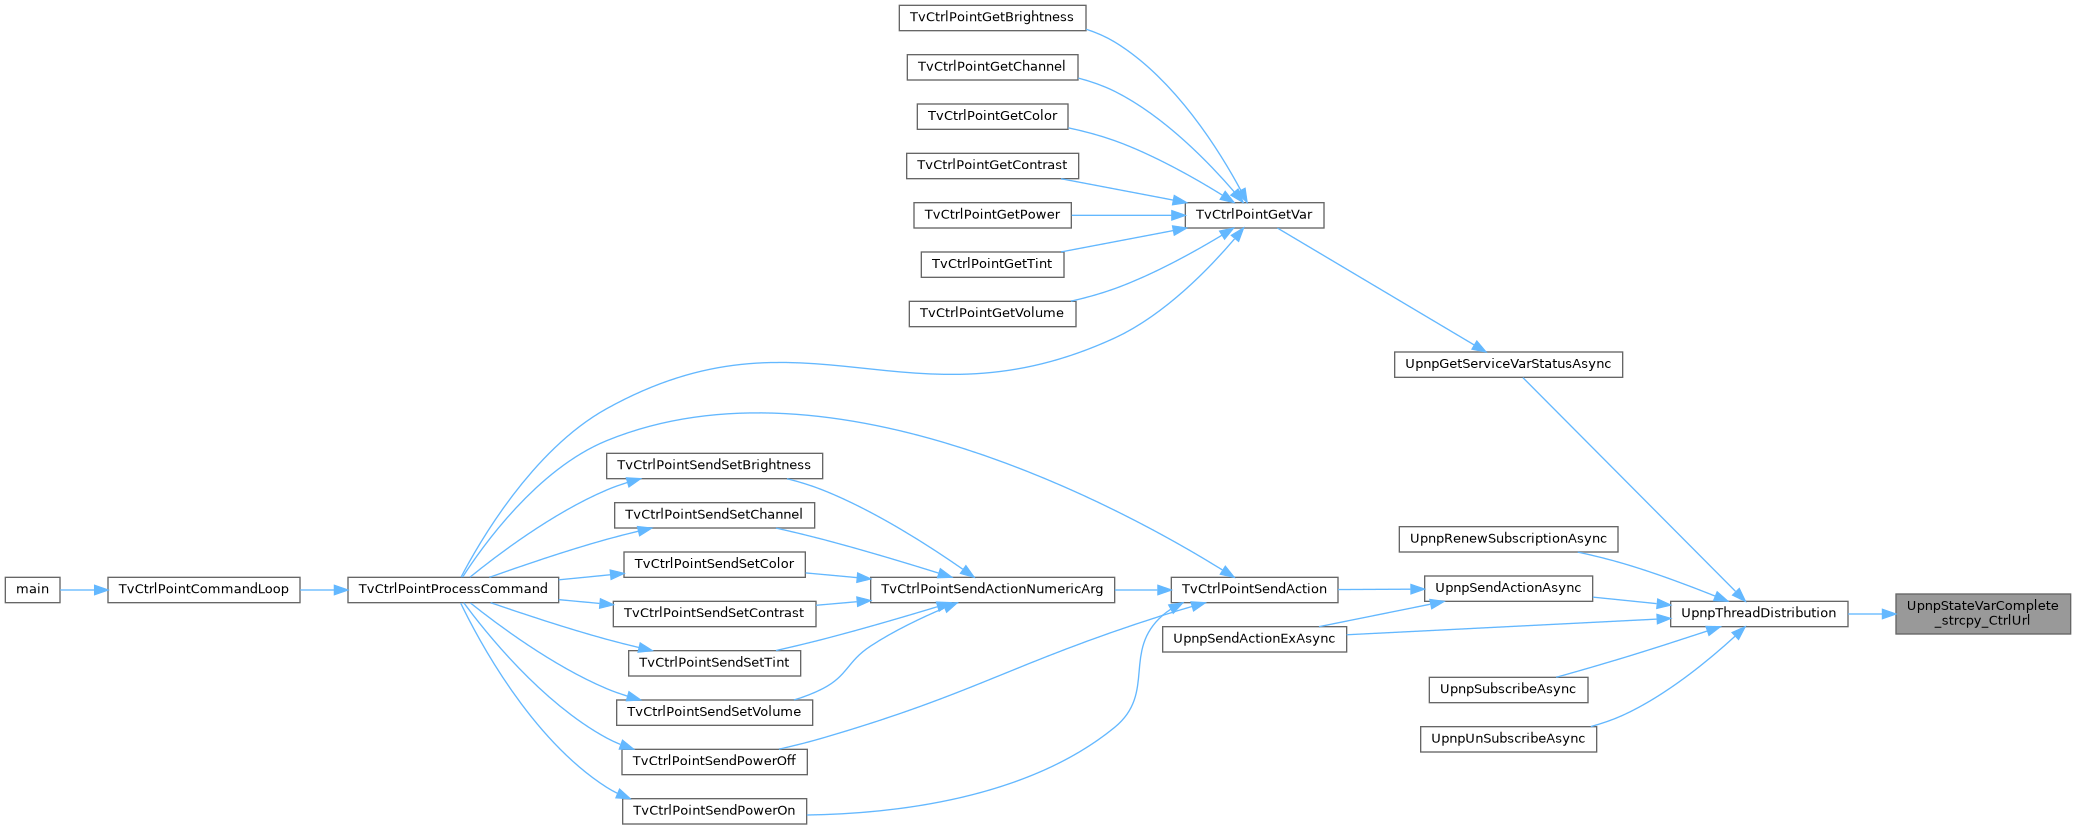 TvCtrlPointGetBrightness
TvCtrlPointGetChannel
TvCtrlPointGetColor
TvCtrlPointGetContrast
TvCtrlPointGetPower
TvCtrlPointGetVar
TvCtrlPointGetTint
TvCtrlPointGetVolume
UpnpGetServiceVarStatusAsync
TvCtrlPointSendSetBrightness
TvCtrlPointSendSetChannel
UpnpRenewSubscriptionAsync
TvCtrlPointSendSetColor
main
TvCtrlPointCommandLoop
TvCtrlPointProcessCommand
TvCtrlPointSendActionNumericArg
TvCtrlPointSendAction
UpnpSendActionAsync
TvCtrlPointSendSetContrast
UpnpThreadDistribution
UpnpStateVarComplete
_strcpy_CtrlUrl
UpnpSendActionExAsync
TvCtrlPointSendSetTint
UpnpSubscribeAsync
TvCtrlPointSendSetVolume
UpnpUnSubscribeAsync
TvCtrlPointSendPowerOff
TvCtrlPointSendPowerOn